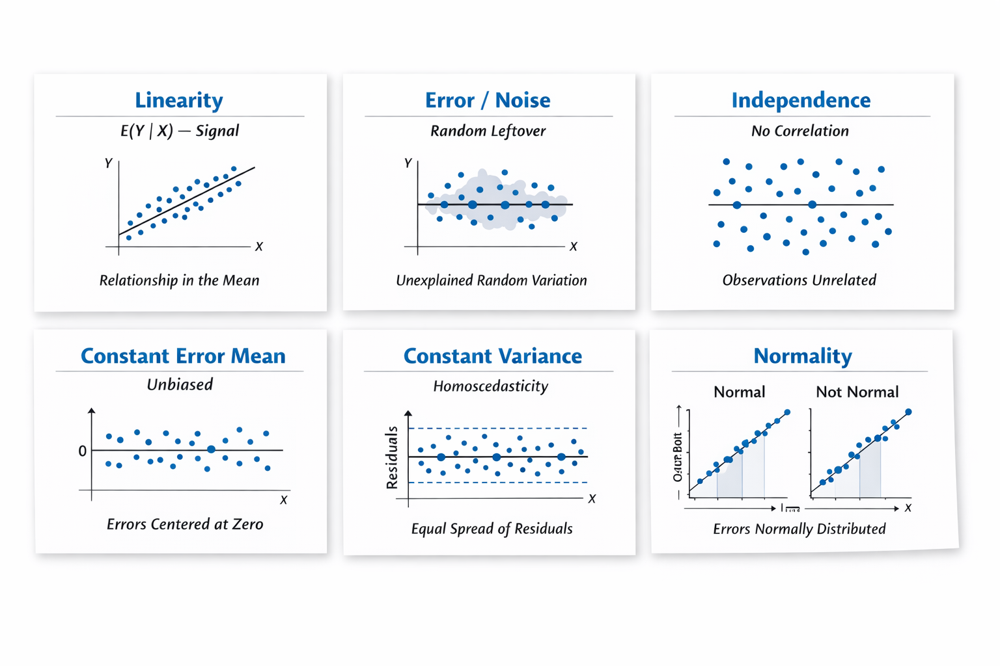 Linearity
E(Y | X) — Signal
Y
X
Relationship in the Mean
Error / Noise
Random Leftover
Y
X
Unexplained Random Variation
Independence
No Correlation
Observations Unrelated
Constant Error Mean
Unbiased
0
X
Errors Centered at Zero
Constant Variance
Homoscedasticity
Residuals
X
Equal Spread of Residuals
Normality
Normal
Not Normal
X
Errors Normally Distributed